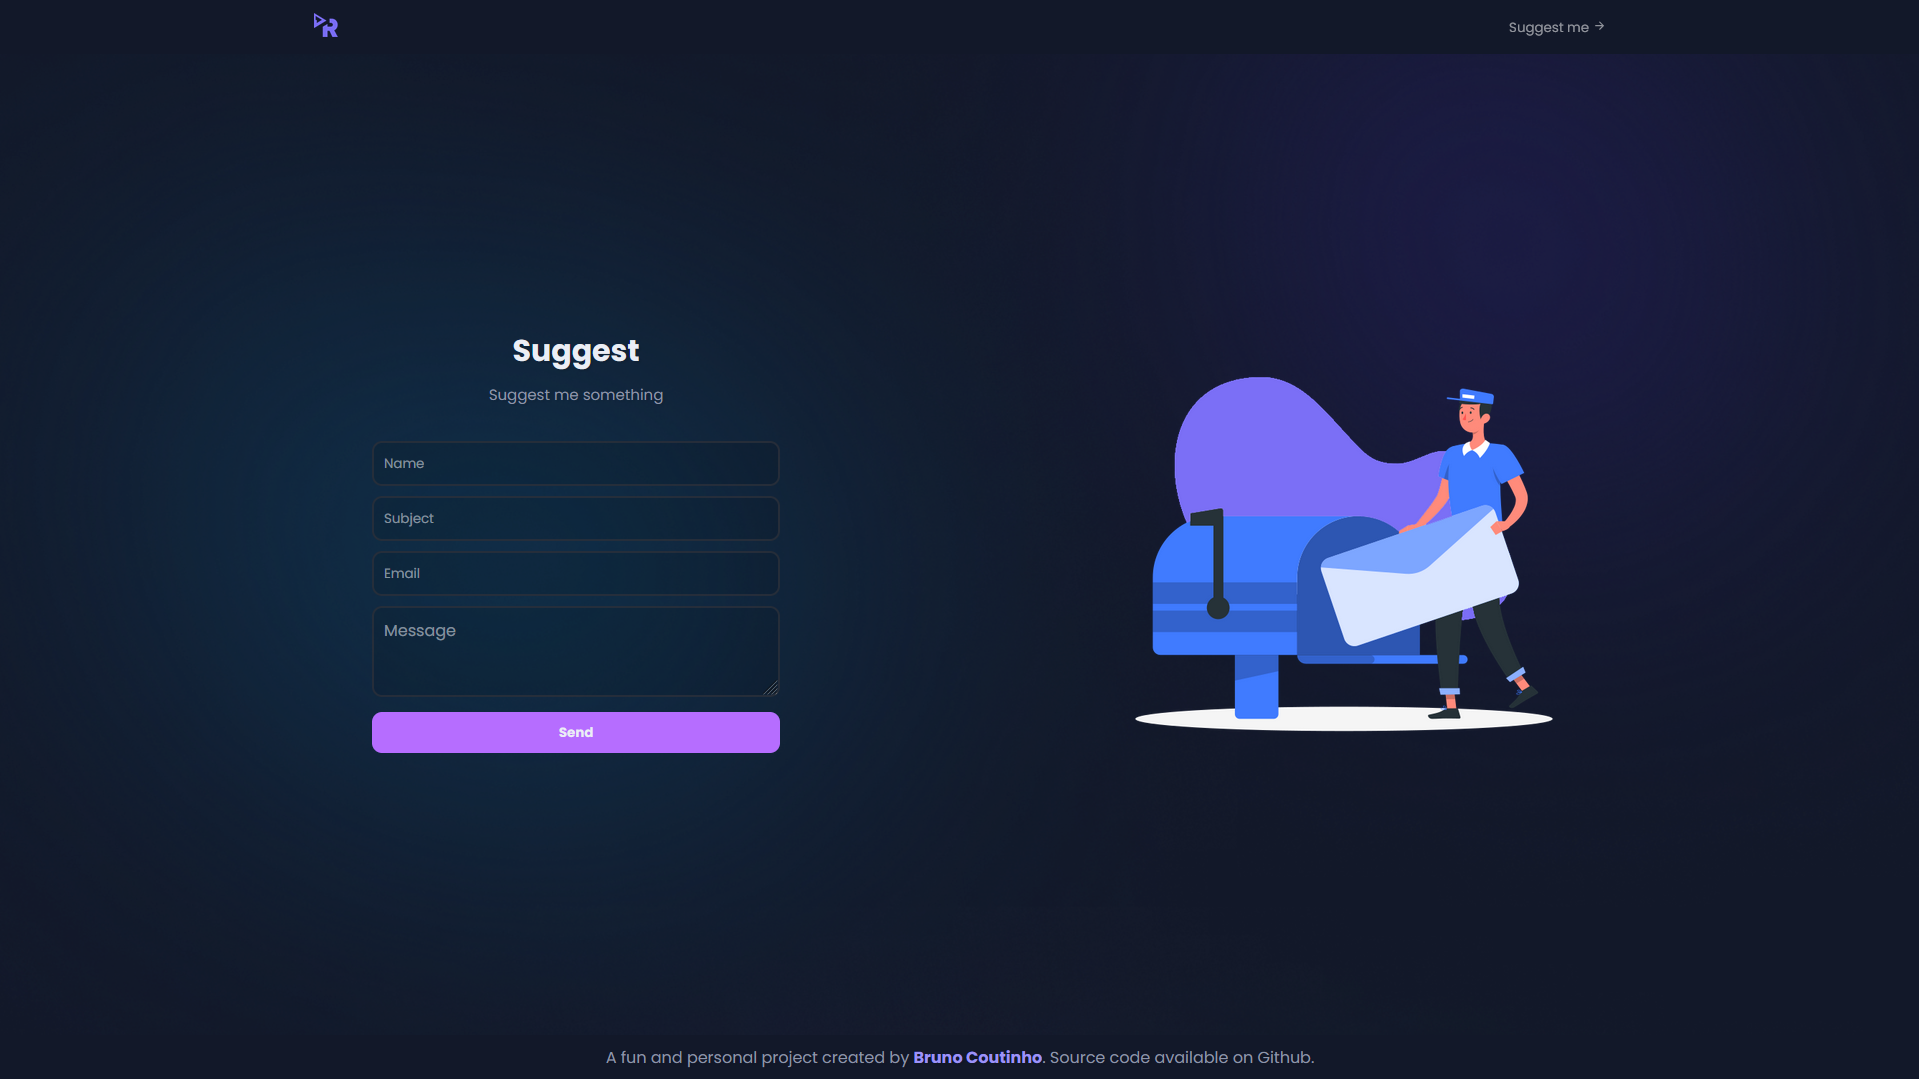 Suggest me →
Suggest
Suggest me something
Name
Subject
Email
Message
Send
A fun and personal project created by Bruno Coutinho. Source code available on Github.